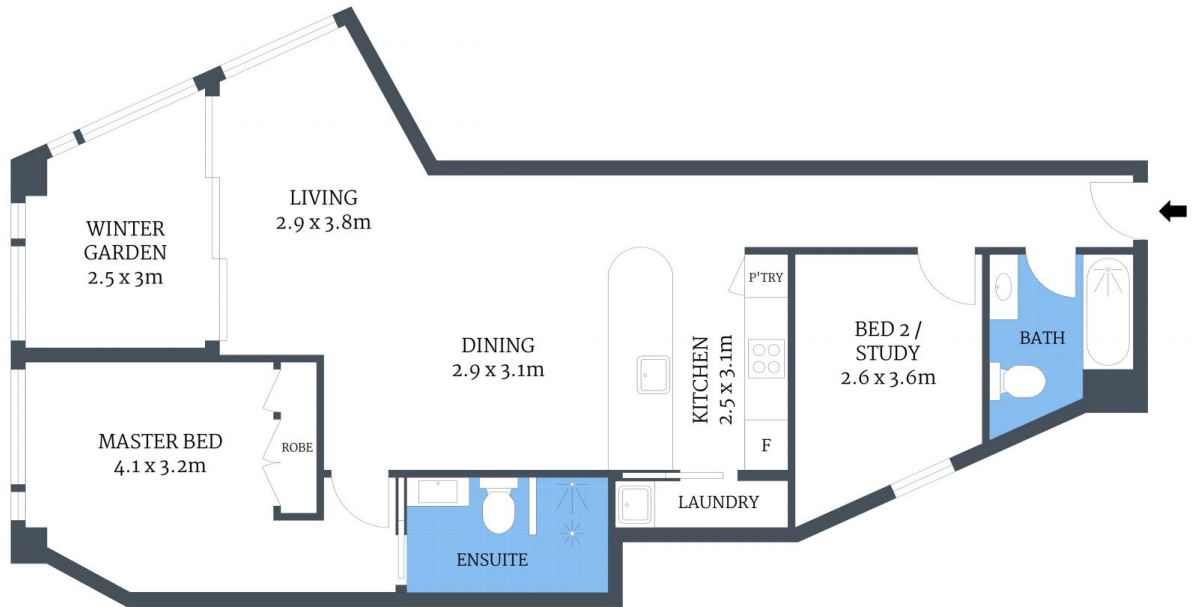 LIVING
2.9 x 3.8m
WINTER
GARDEN
2.5 x 3m
P'TRY
BED 2 /
STUDY
2.6 x 3.6m
BATH
DINING
2.9 x 3.1m
KITCHEN
2.5 x 3.1m
MASTER BED
4.1 x 3.2m
ROBE
F
LAUNDRY
ENSUITE